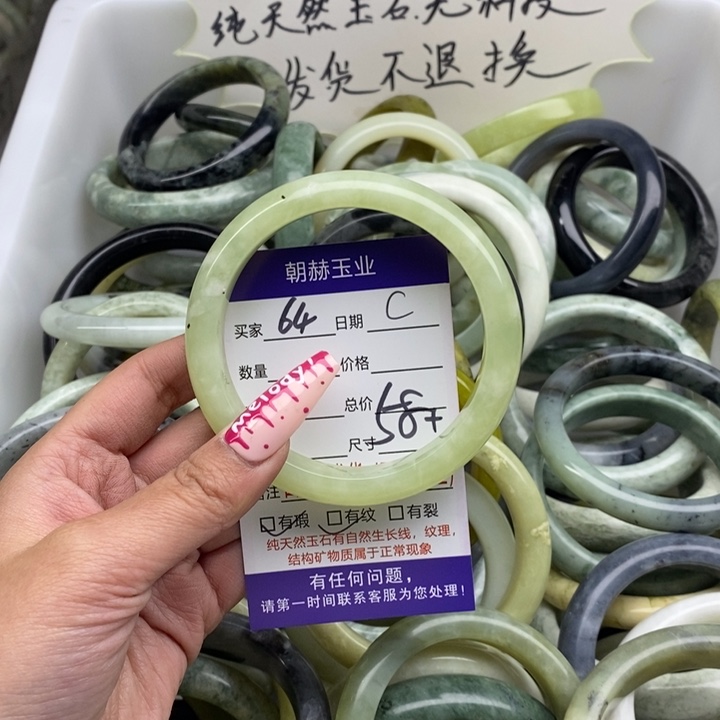 纯天然玉石.无科技
发货不退换
朝赫玉业
买家 64 日期 C
数量 价格
总价
58+
尺寸
备注
□有瑕 □有纹 □有裂
纯天然玉石有自然生长线，纹理，
结构矿物质属于正常现象
有任何问题，
请第一时间联系客服为您处理！
Melody